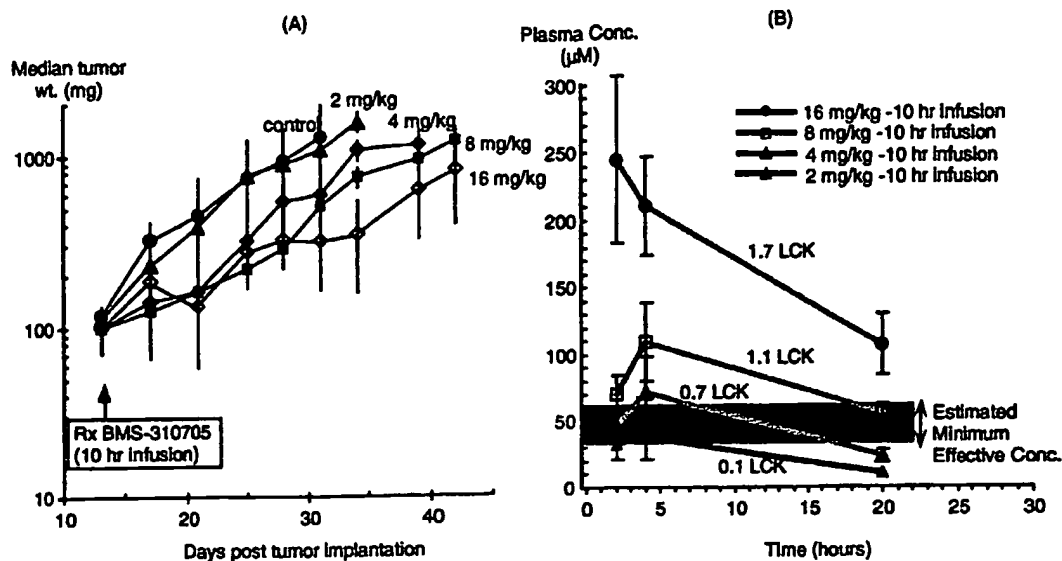 (A)
Median tumor
wt. (mg)
1000
100
10
10
20
30
40
Days post tumor implantation
control
2 mg/kg
4 mg/kg
8 mg/kg
16 mg/kg
Rx BMS-310705
(10 hr infusion)
(B)
Plasma Conc.
(µM)
300
250
200
150
100
50
0
0
5
10
15
20
25
30
Time (hours)
16 mg/kg -10 hr infusion
8 mg/kg -10 hr infusion
4 mg/kg -10 hr infusion
2 mg/kg -10 hr infusion
1.7 LCK
1.1 LCK
0.7 LCK
0.1 LCK
Estimated
Minimum
Effective Conc.